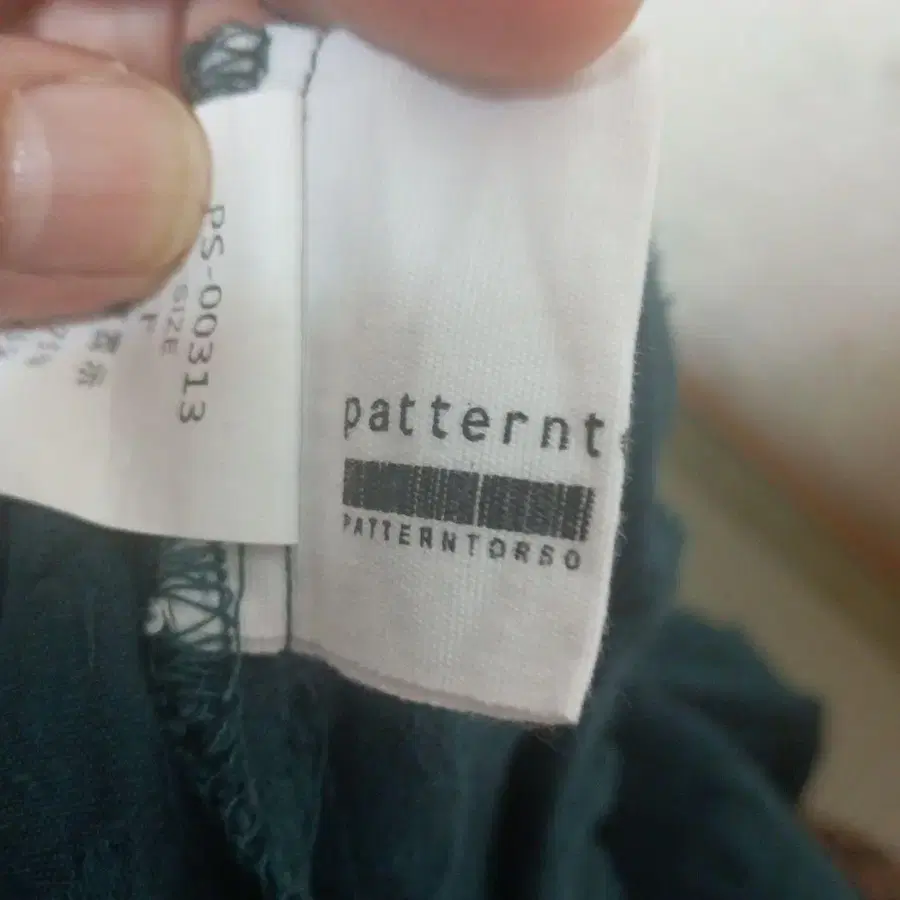 patternt
PATTERNTORSO
PS-00313
SIZE
F